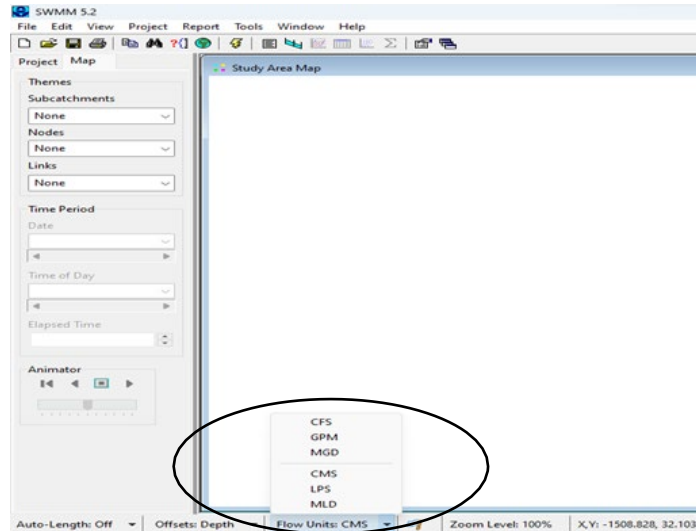 SWMM 5.2
File Edit View Project Report Tools Window Help
Project Map
Study Area Map
Themes
Subcatchments
None
Nodes
None
Links
None
Time Period
Date
Time of Day
Elapsed Time
Animator
CFS
GPM
MGD
CMS
LPS
MLD
Auto-Length: Off Offsets: Depth Flow Units: CMS Zoom Level: 100% X,Y: -1508.828, 32.103